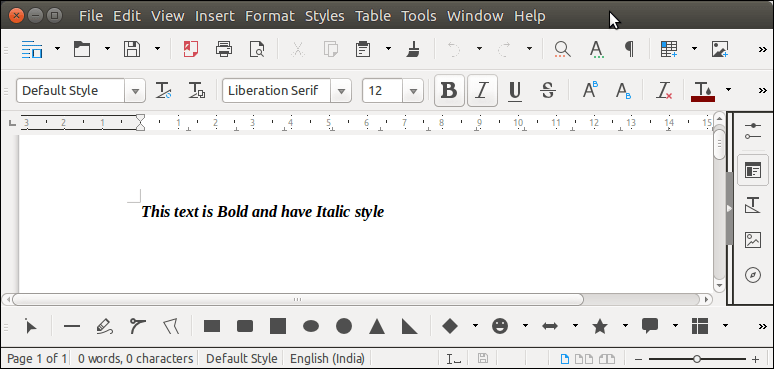 File Edit View Insert Format Styles Table Tools Window Help
Default Style Liberation Serif 12 B I U S A^B A_B I T
3 2 1 1 2 3 4 5 6 7 8 9 10 11 12 13 14 15
This text is Bold and have Italic style
Page 1 of 1 0 words, 0 characters Default Style English (India)